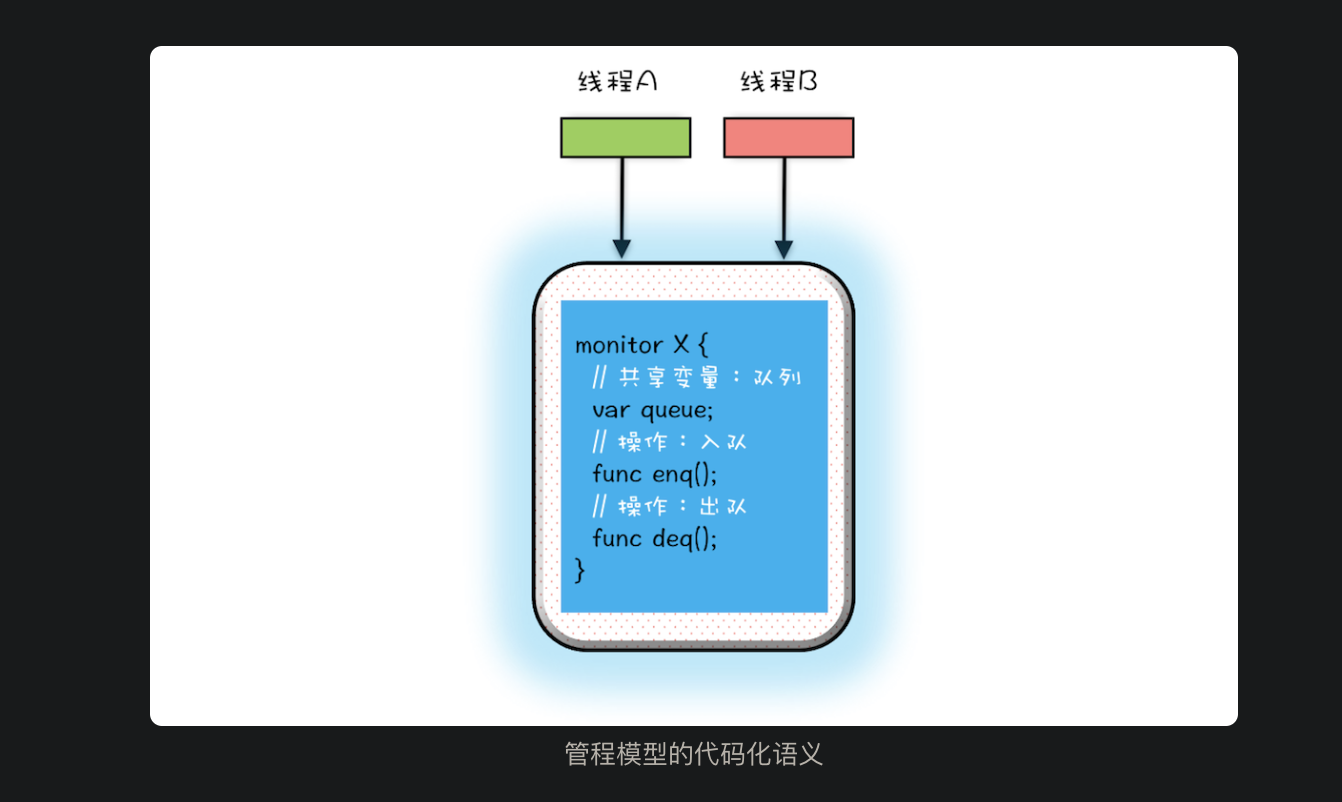 线程A
线程B
monitor X {
// 共享变量：队列
var queue;
// 操作：入队
func enq();
// 操作：出队
func deq();
}
管程模型的代码化语义